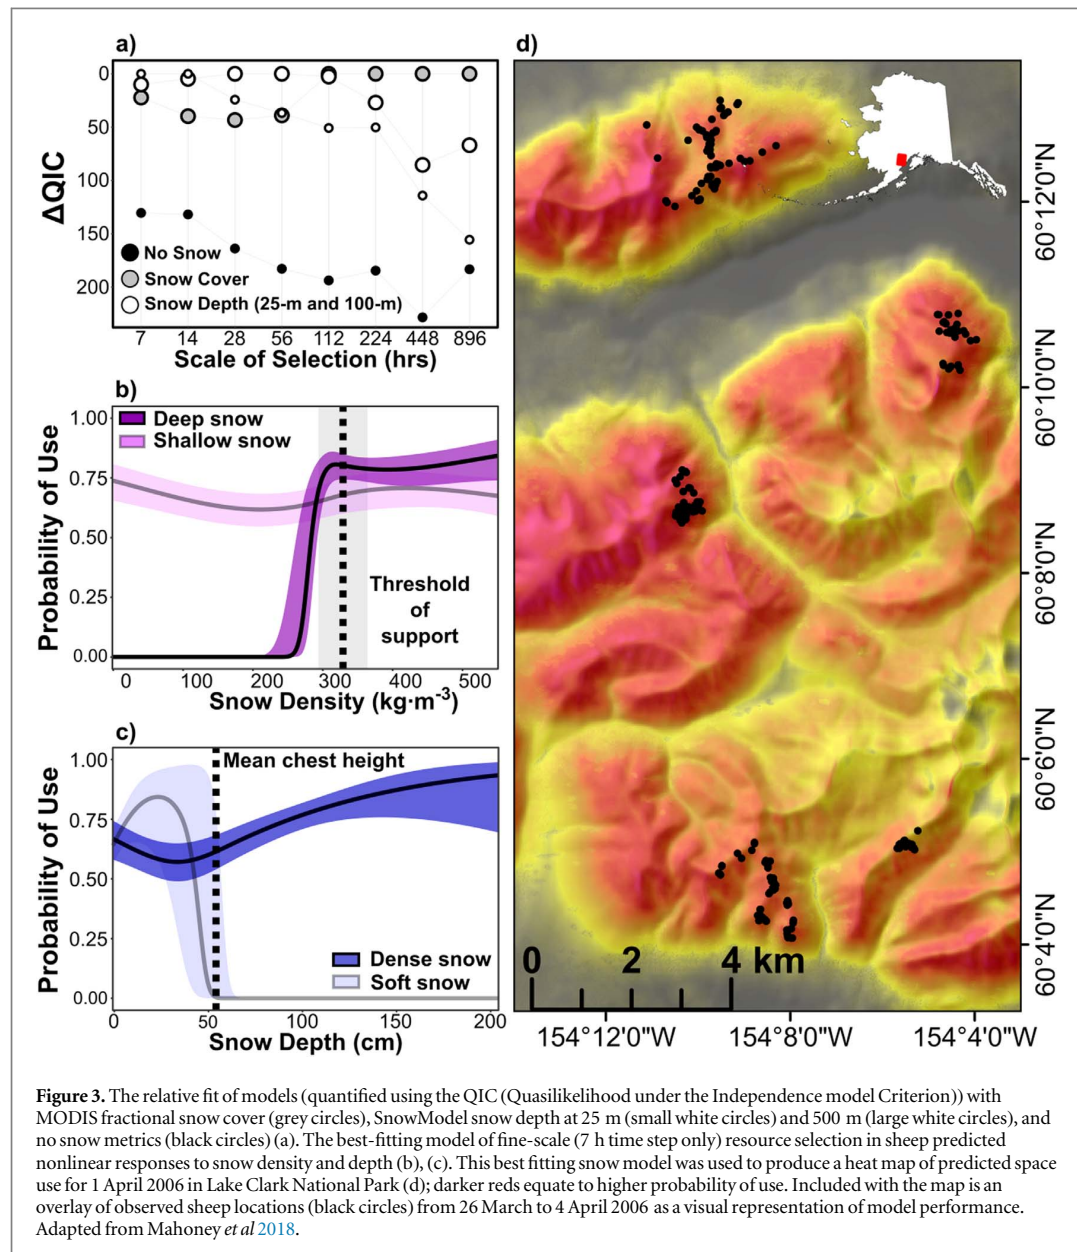 a)
0
50
100
150
200
ΔQIC
No Snow
Snow Cover
Snow Depth (25-m and 100-m)
7 14 28 56 112 224 448 896
Scale of Selection (hrs)
b)
1.00
0.75
0.50
0.25
0.00
Probability of Use
Deep snow
Shallow snow
Threshold
of
support
0 100 200 300 400 500
Snow Density (kg·m⁻³)
c)
1.00
0.75
0.50
0.25
0.00
Probability of Use
Mean chest height
Dense snow
Soft snow
0 50 100 150 200
Snow Depth (cm)
d)
60°12'0"N
60°10'0"N
60°8'0"N
60°6'0"N
60°4'0"N
0 2 4 km
154°12'0"W 154°8'0"W 154°4'0"W
Figure 3. The relative fit of models (quantified using the QIC (Quasilikelihood under the Independence model Criterion)) with
MODIS fractional snow cover (grey circles), SnowModel snow depth at 25 m (small white circles) and 500 m (large white circles), and
no snow metrics (black circles) (a). The best-fitting model of fine-scale (7 h time step only) resource selection in sheep predicted
nonlinear responses to snow density and depth (b), (c). This best fitting snow model was used to produce a heat map of predicted space
use for 1 April 2006 in Lake Clark National Park (d); darker reds equate to higher probability of use. Included with the map is an
overlay of observed sheep locations (black circles) from 26 March to 4 April 2006 as a visual representation of model performance.
Adapted from Mahoney et al 2018.